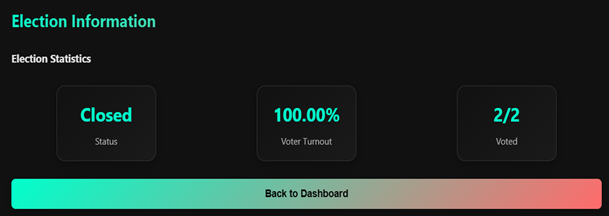 Election Information
Election Statistics
Closed
Status
100.00%
Voter Turnout
2/2
Voted
Back to Dashboard